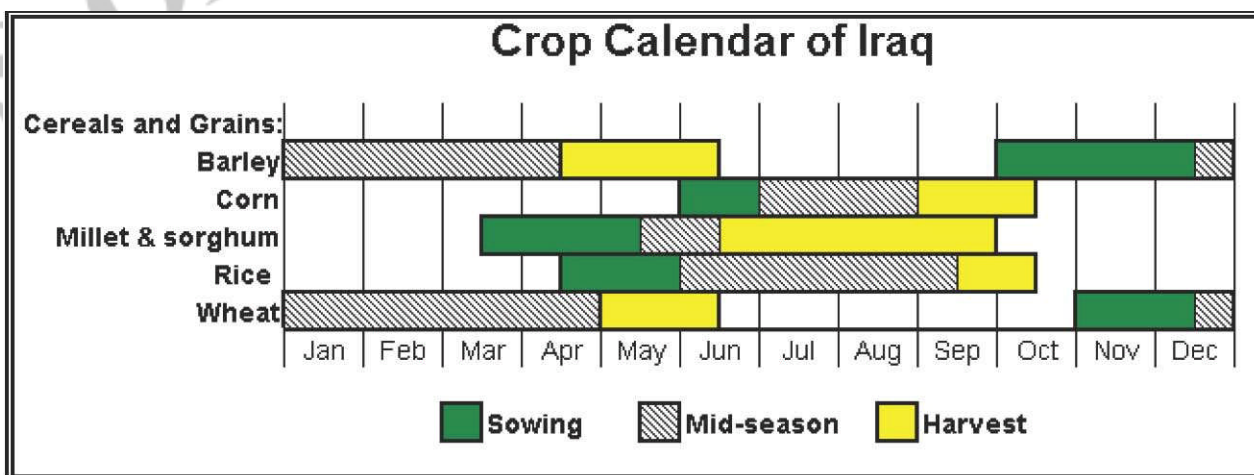 Crop Calendar of Iraq
Cereals and Grains:
Barley
Corn
Millet & sorghum
Rice
Wheat
Jan Feb Mar Apr May Jun Jul Aug Sep Oct Nov Dec
Sowing Mid-season Harvest